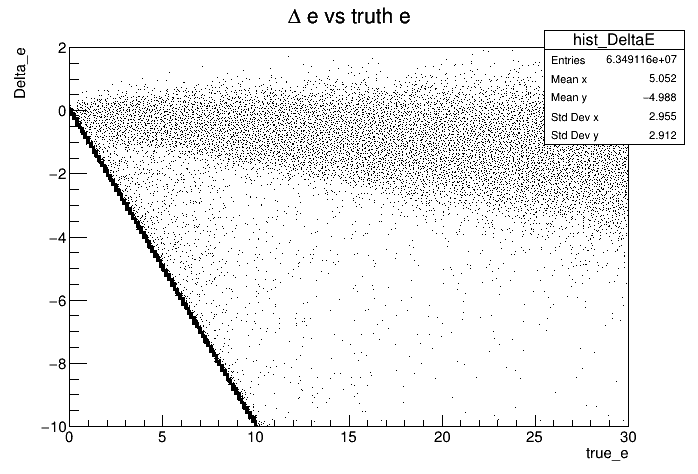 Δ e vs truth e
hist_DeltaE
Entries 6.349116e+07
Mean x 5.052
Mean y −4.988
Std Dev x 2.955
Std Dev y 2.912
Delta_e
2
0
−2
−4
−6
−8
−10
0 5 10 15 20 25 30
true_e